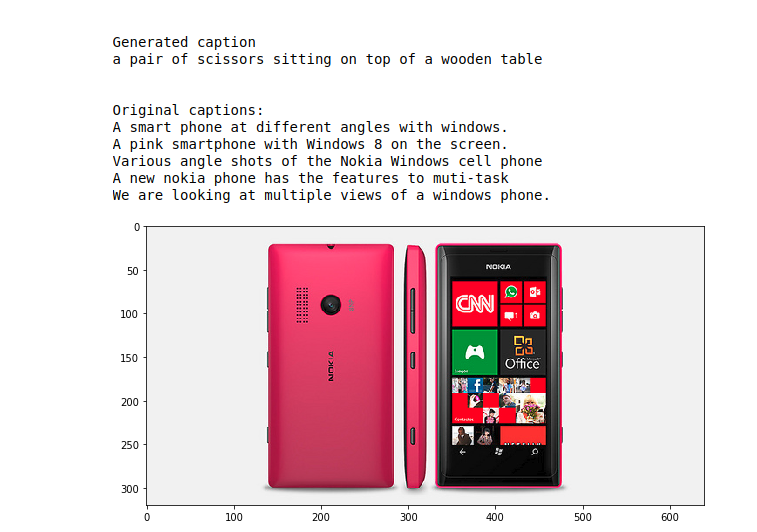 Generated caption
a pair of scissors sitting on top of a wooden table
Original captions:
A smart phone at different angles with windows.
A pink smartphone with Windows 8 on the screen.
Various angle shots of the Nokia Windows cell phone
A new nokia phone has the features to muti-task
We are looking at multiple views of a windows phone.
0
50
100
150
200
250
300
NOKIA
NOKIA
CNN
1
Office
Contactos
0
100
200
300
400
500
600